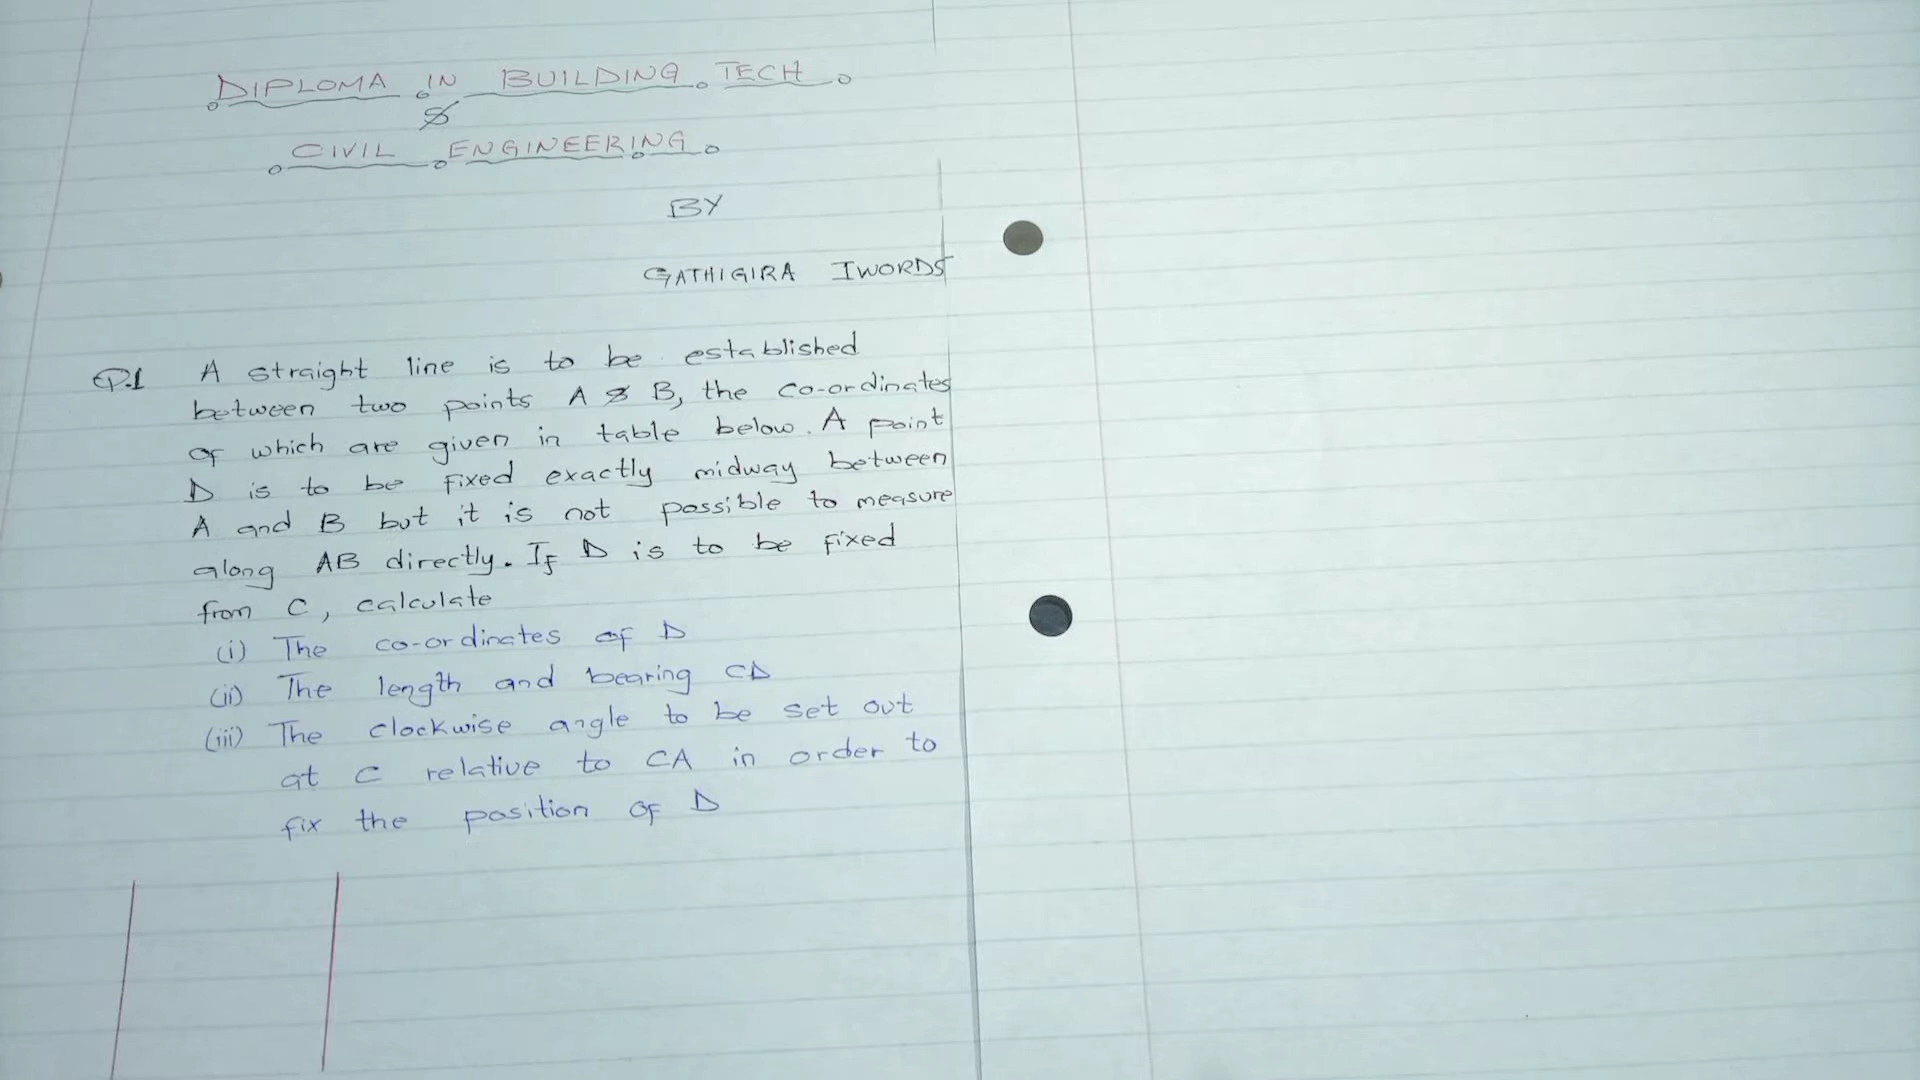 DIPLOMA IN BUILDING TECH
&
CIVIL ENGINEERING
BY
GATHIGIRA IWORDS
Q.1 A straight line is to be established
between two points A & B, the co-ordinates
of which are given in table below. A point
D is to be fixed exactly midway between
A and B but it is not possible to measure
along AB directly. If D is to be fixed
from C, calculate
(i) The co-ordinates of D
(ii) The length and bearing CD
(iii) The clockwise angle to be set out
at C relative to CA in order to
fix the position of D